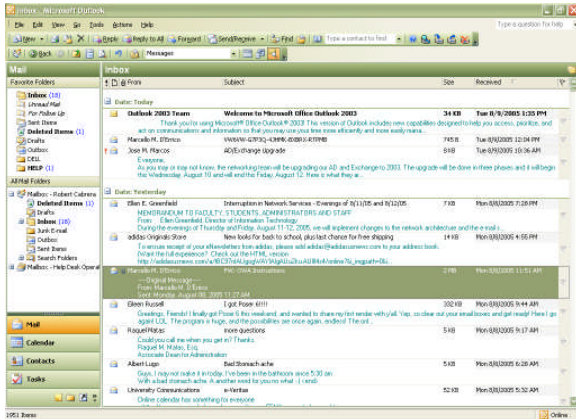 Inbox - Microsoft Outlook
File Edit View Go Tools Actions Help
Type a question for help
New Reply Reply to All Forward Send/Receive Find Type a contact to find
Back Messages
Mail
Inbox
Favorite Folders
Inbox (18)
Unread Mail
For Follow Up
Sent Items
Deleted Items (1)
Drafts
Outbox
DELL
HELP (1)
All Mail Folders
Mailbox - Robert Cabrera
Deleted Items (1)
Drafts
Inbox (18)
Junk E-mail
Outbox
Sent Items
Search Folders
Mailbox - Help Desk Operat
Mail
Calendar
Contacts
Tasks
From Subject Size Received
Date: Today
Outlook 2003 Team Welcome to Microsoft Office Outlook 2003 34 KB Tue 8/9/2005 1:35 PM
Thank you for using Microsoft® Office Outlook® 2003! This version of Outlook includes new capabilities designed to help you access, prioritize, and
act on communications and information so that you may use your time more efficiently and more easily mana...
Marcello M. D'Errico 745 B Tue 8/9/2005 12:04 PM
Jose M. Marcos AD/Exchange Upgrade 8 KB Tue 8/9/2005 10:36 AM
Everyone,
As you may or may not know, the networking team will be upgrading our AD and Exchange to 2003. The upgrade will be done in three phases and it will begin
this Wednesday, August 10 and will end the Friday, August 12. Here is what they ar...
Date: Yesterday
Ellen E. Greenfield Interruption in Network Services - Evenings of 8/11/05 and 8/12/05 7 KB Mon 8/8/2005 7:28 PM
MEMORANDUM TO FACULTY, STUDENTS, ADMINISTRATORS AND STAFF
From: Ellen Greenfield, Director of Information Technology
During the evenings of Thursday and Friday, August 11-12, 2005, we will implement changes to the network architecture and the email s...
adidas Originals Store New looks for back to school, plus last chance for free shipping 14 KB Mon 8/8/2005 4:55 PM
To ensure receipt of your eNewsletters from adidas, please add adidas@adidasusnews.com to your address book.
(Want the full experience? Check out the HTML version
Marcello M. D'Errico FW: OWA Instructions 2 MB Mon 8/8/2005 11:51 AM
-----Original Message-----
From: Marcello M. D'Errico
Sent: Monday, August 08, 2005 11:27 AM
Eileen Russell I got Poser 6!!!! 332 KB Mon 8/8/2005 9:44 AM
Greetings, Friends! I finally got Poser 6 this weekend, and wanted to share my first render with y'all. Yep, so clear out your email boxes and get ready! Here I go
again! LOL. The program is huge, and the possibilities are once again, endless! The onl...
Raquel Matas more questions 5 KB Mon 8/8/2005 9:17 AM
Could you call me when you get in? Thanks.
Raquel M. Matas, Esq.
Associate Dean for Administration
Albert Lugo Bad Stomach ache 5 KB Mon 8/8/2005 6:28 AM
Guys, I may not make it in today. I've been in the bathroom since 5:30 am
With a bad stomach ache. A another word for you is what :-( <end>
University Communications e-Veritas 52 KB Mon 8/8/2005 5:32 AM
Online calendar has something for everyone
1951 Items
Online